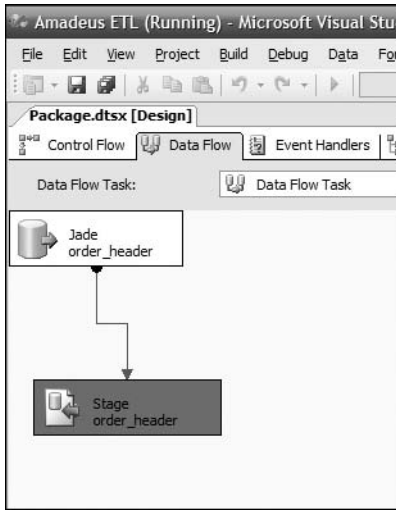 Amadeus ETL (Running) - Microsoft Visual Stu
File Edit View Project Build Debug Data Fo
Package.dtsx [Design]
Control Flow Data Flow Event Handlers
Data Flow Task: Data Flow Task
Jade
order_header
Stage
order_header